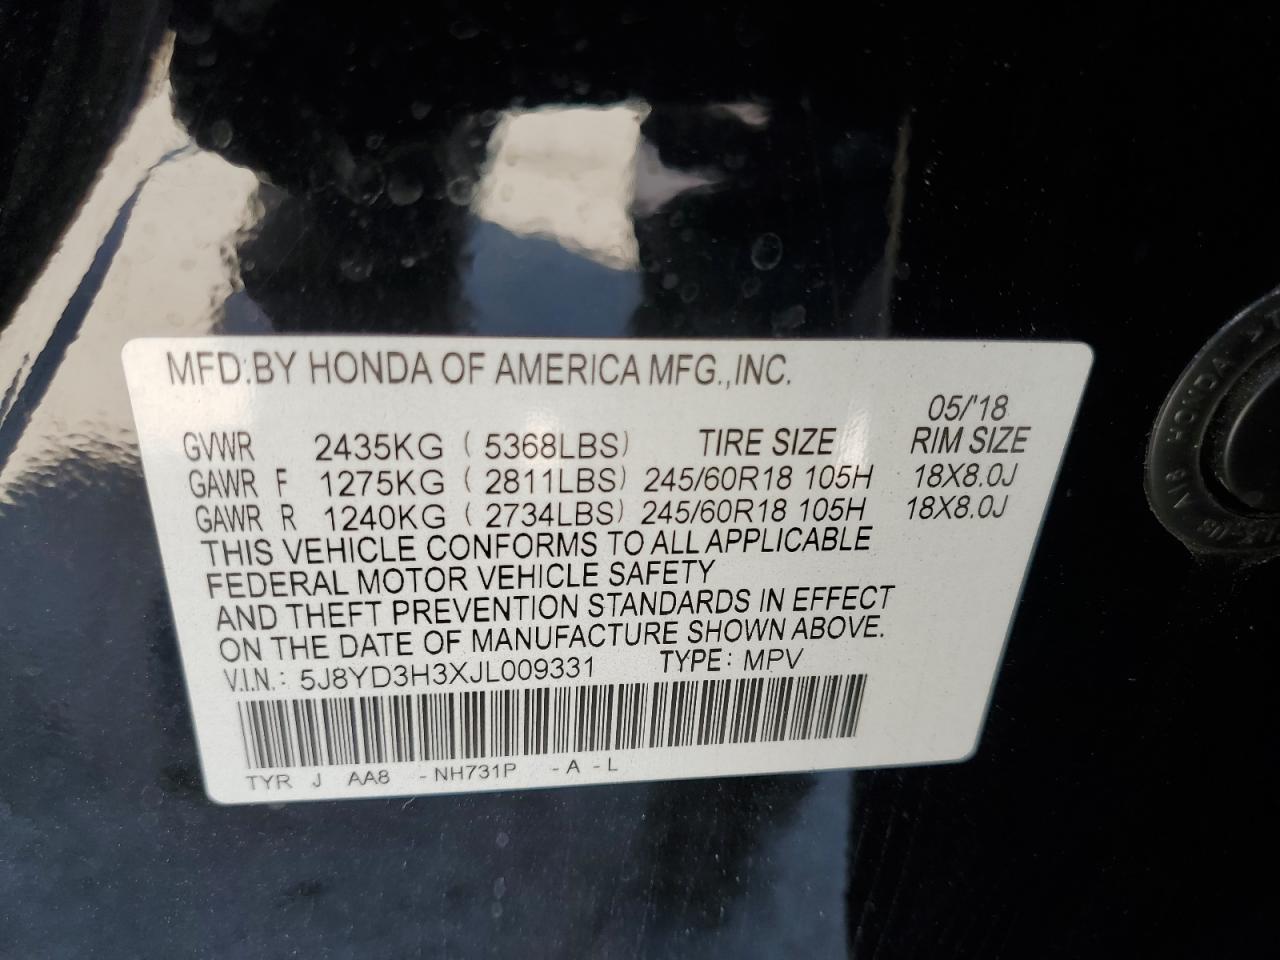 MFD.BY HONDA OF AMERICA MFG.,INC.
05/'18
GVWR 2435KG ( 5368LBS) TIRE SIZE RIM SIZE
GAWR F 1275KG ( 2811LBS) 245/60R18 105H 18X8.0J
GAWR R 1240KG ( 2734LBS) 245/60R18 105H 18X8.0J
THIS VEHICLE CONFORMS TO ALL APPLICABLE
FEDERAL MOTOR VEHICLE SAFETY
AND THEFT PREVENTION STANDARDS IN EFFECT
ON THE DATE OF MANUFACTURE SHOWN ABOVE.
V.I.N.: 5J8YD3H3XJL009331 TYPE: MPV
TYR J AA8 -NH731P -A -L
HONDA